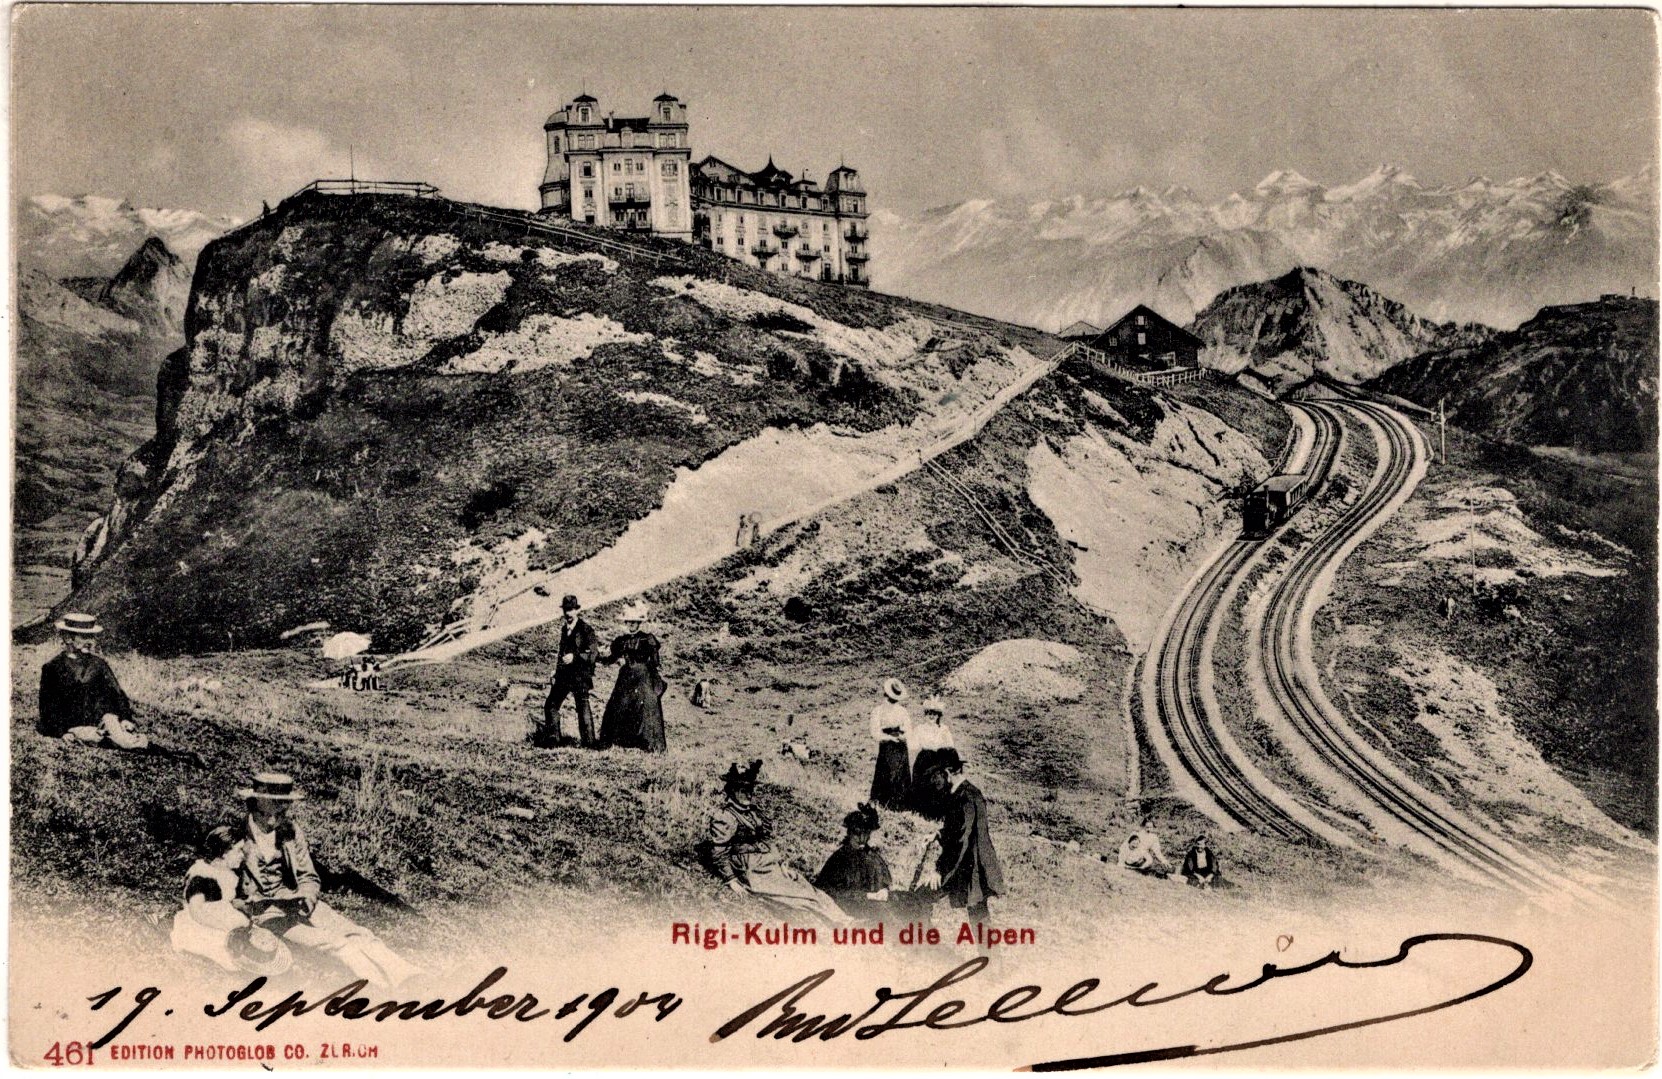 Rigi-Kulm und die Alpen
19. September 1904
461 EDITION PHOTOGLOB CO. ZÜRICH